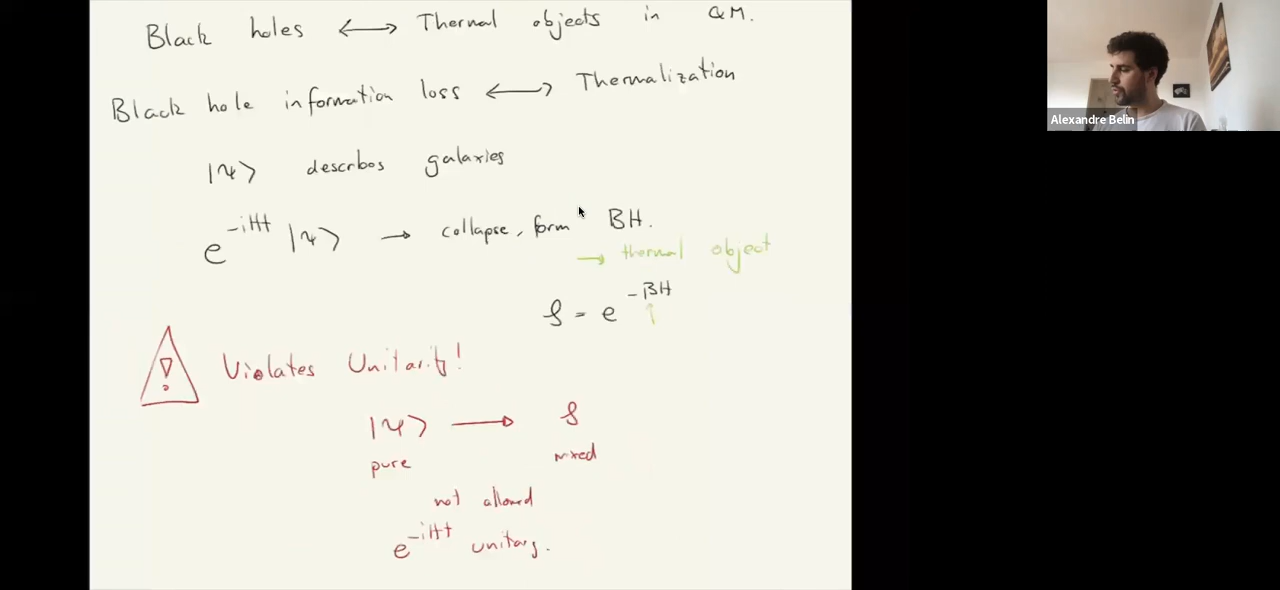 Black holes ⟷ Thermal objects in QM.
Black hole information loss ⟷ Thermalization
|ψ⟩ describes galaxies
e^{-iHt} |ψ⟩ → collapse, form BH.
→ thermal object
ρ = e^{-βH}
↑
! Violates Unitarity!
|ψ⟩ → ρ
pure mixed
not allowed
e^{-iHt} unitary.
Alexandre Belin